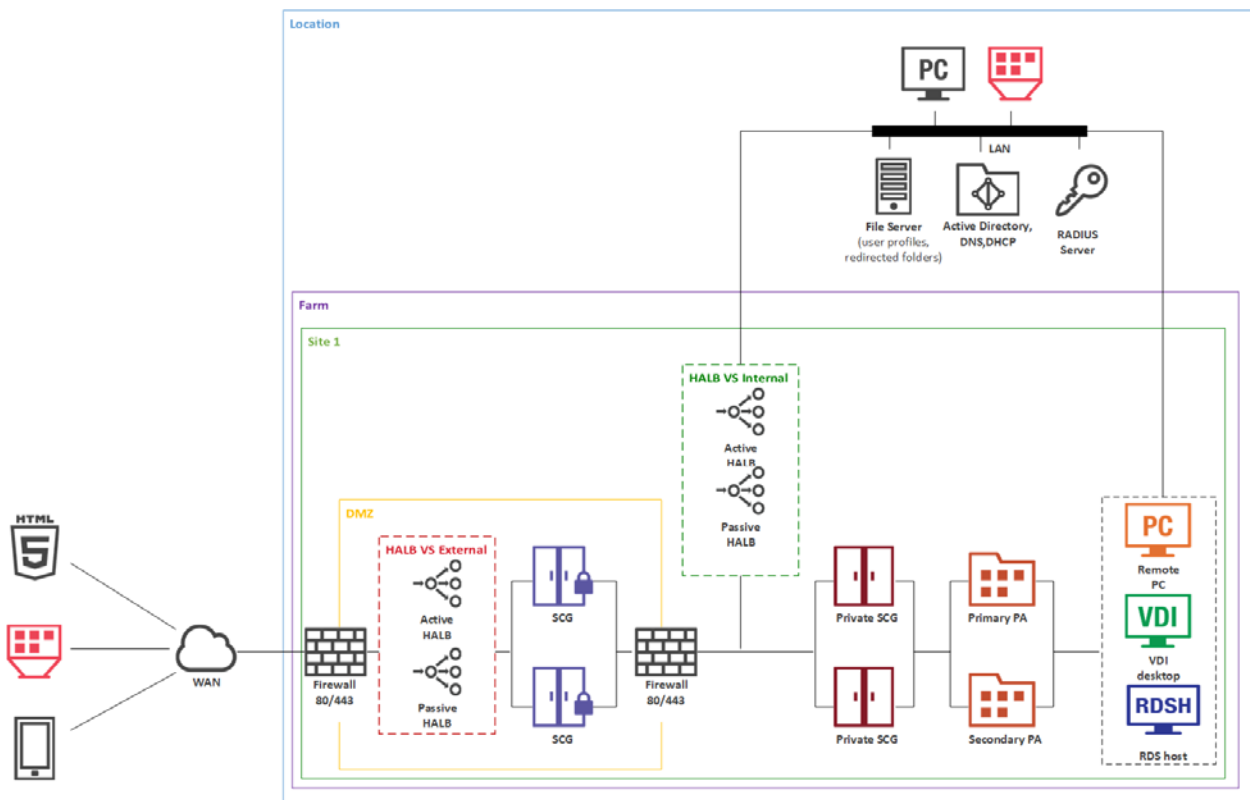 Location
PC
LAN
File Server
(user profiles,
redirected folders)
Active Directory,
DNS,DHCP
RADIUS
Server
Farm
Site 1
HALB VS Internal
Active
HALB
Passive
HALB
DMZ
HALB VS External
Active
HALB
Passive
HALB
SCG
SCG
HTML
5
WAN
Firewall
80/443
Firewall
80/443
Private SCG
Private SCG
Primary PA
Secondary PA
PC
Remote
PC
VDI
VDI
desktop
RDSH
RDS host